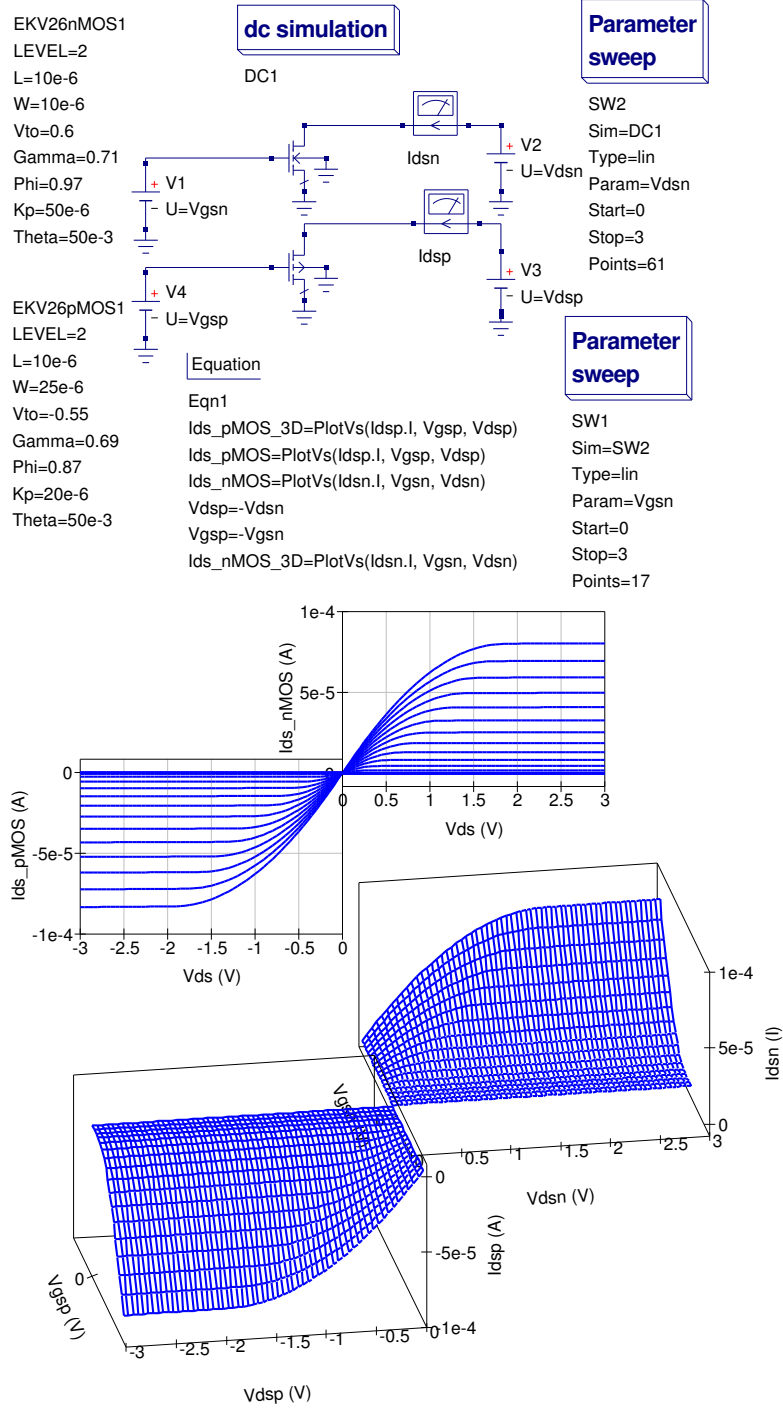 EKV26nMOS1
LEVEL=2
L=10e-6
W=10e-6
Vto=0.6
Gamma=0.71
Phi=0.97
Kp=50e-6
Theta=50e-3
dc simulation
DC1
Parameter
sweep
SW2
Sim=DC1
Type=lin
Param=Vdsn
Start=0
Stop=3
Points=61
Idsn
V1
U=Vgsn
V2
U=Vdsn
Idsp
V4
U=Vgsp
V3
U=Vdsp
EKV26pMOS1
LEVEL=2
L=10e-6
W=25e-6
Vto=-0.55
Gamma=0.69
Phi=0.87
Kp=20e-6
Theta=50e-3
Equation
Eqn1
Ids_pMOS_3D=PlotVs(Idsp.I, Vgsp, Vdsp)
Ids_pMOS=PlotVs(Idsp.I, Vgsp, Vdsp)
Ids_nMOS=PlotVs(Idsn.I, Vgsn, Vdsn)
Vdsp=-Vdsn
Vgsp=-Vgsn
Ids_nMOS_3D=PlotVs(Idsn.I, Vgsn, Vdsn)
Parameter
sweep
SW1
Sim=SW2
Type=lin
Param=Vgsn
Start=0
Stop=3
Points=17
1e-4
5e-5
0
Ids_nMOS (A)
0 0.5 1 1.5 2 2.5 3
Vds (V)
0
-5e-5
-1e-4
Ids_pMOS (A)
-3 -2.5 -2 -1.5 -1 -0.5 0
Vds (V)
1e-4
5e-5
0
Idsn (I)
0.5 1 1.5 2 2.5 3
Vdsn (V)
0
-5e-5
-1e-4
Idsp (A)
0
Vgsp (V)
-3 -2.5 -2 -1.5 -1 -0.5 0
Vdsp (V)